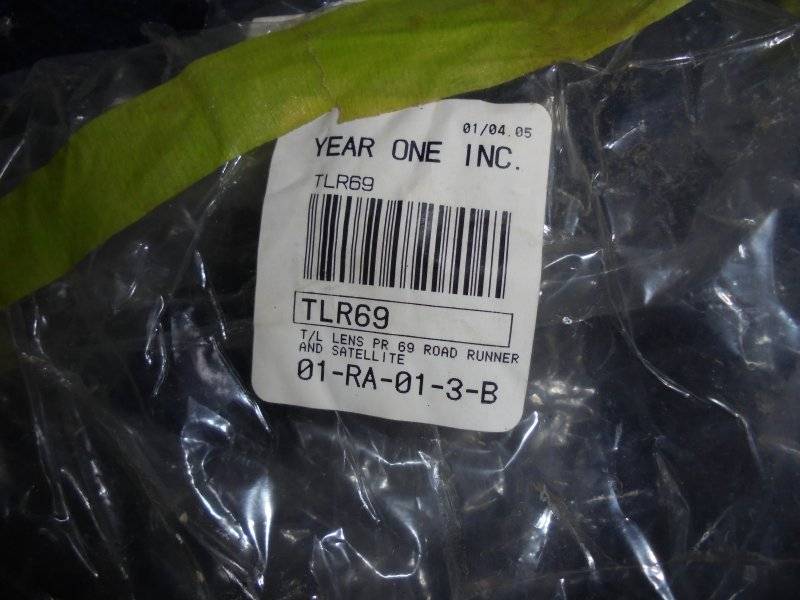 01/04.05
YEAR ONE INC.
TLR69
TLR69
T/L LENS PR 69 ROAD RUNNER
AND SATELLITE
01-RA-01-3-B